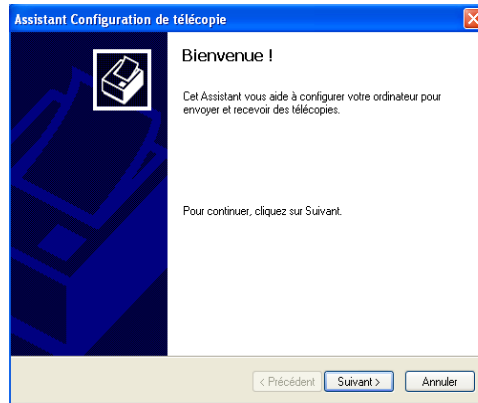 Assistant Configuration de télécopie
Bienvenue !
Cet Assistant vous aide à configurer votre ordinateur pour
envoyer et recevoir des télécopies.
Pour continuer, cliquez sur Suivant.
< Précédent Suivant > Annuler